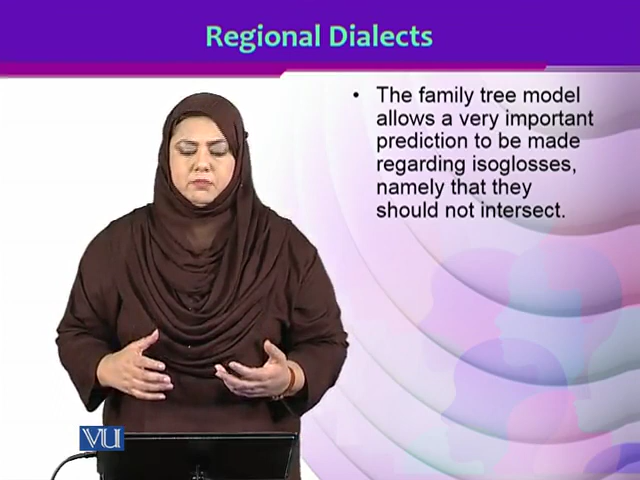 Regional Dialects
• The family tree model
allows a very important
prediction to be made
regarding isoglosses,
namely that they
should not intersect.
VU